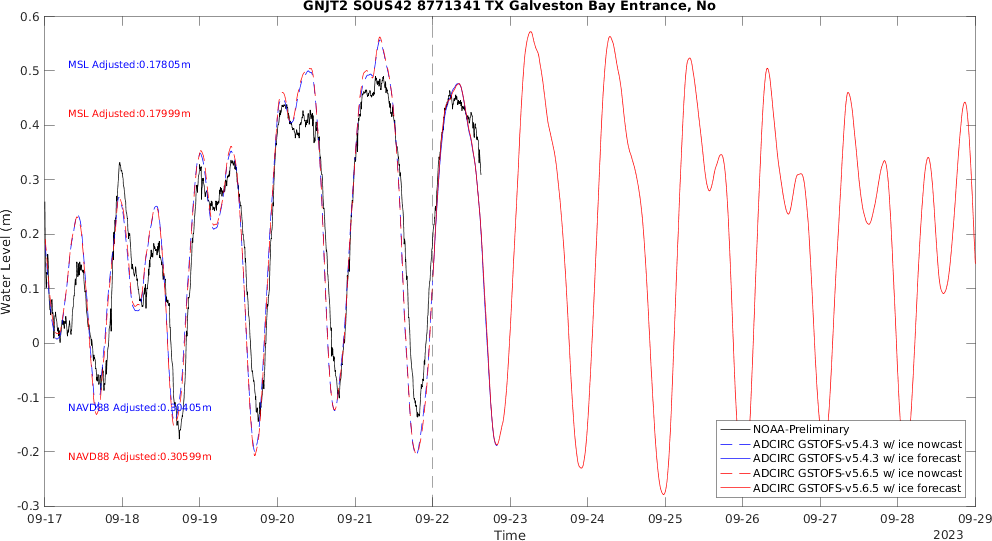 GNJT2 SOUS42 8771341 TX Galveston Bay Entrance, No
0.6
0.5
0.4
0.3
0.2
0.1
0
-0.1
-0.2
-0.3
Water Level (m)
MSL Adjusted:0.17805m
MSL Adjusted:0.17999m
NAVD88 Adjusted:0.30405m
NAVD88 Adjusted:0.30599m
NOAA-Preliminary
ADCIRC GSTOFS-v5.4.3 w/ ice nowcast
ADCIRC GSTOFS-v5.4.3 w/ ice forecast
ADCIRC GSTOFS-v5.6.5 w/ ice nowcast
ADCIRC GSTOFS-v5.6.5 w/ ice forecast
09-17 09-18 09-19 09-20 09-21 09-22 09-23 09-24 09-25 09-26 09-27 09-28 09-29
Time
2023